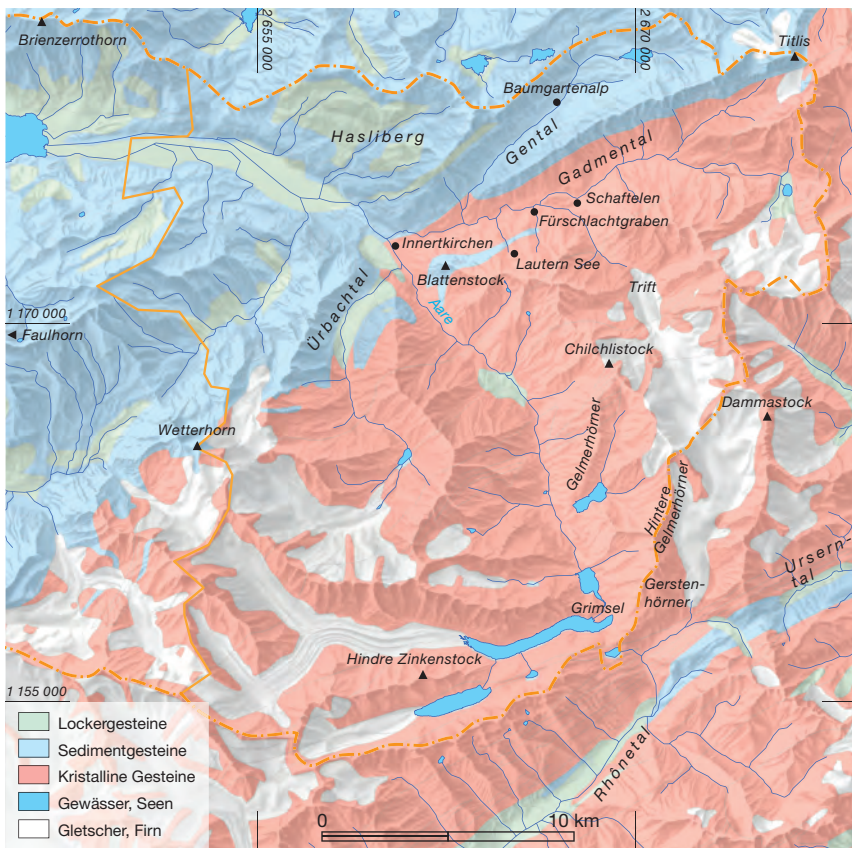 2 655 000
2 670 000
Brienzerrothorn
Titlis
Baumgartenalp
Hasliberg
Gental
Gadmental
Schaftelen
Fürschlachtgraben
Innertkirchen
Lautern See
Blattenstock
Ürbachtal
Aare
Trift
1 170 000
Faulhorn
Chilchlistock
Dammastock
Wetterhorn
Gelmerhörner
Hintere
Gelmerhörner
Ursern-
tal
Gersten-
hörner
Grimsel
Hindre Zinkenstock
1 155 000
Rhônetal
Lockergesteine
Sedimentgesteine
Kristalline Gesteine
Gewässer, Seen
Gletscher, Firn
0
10 km